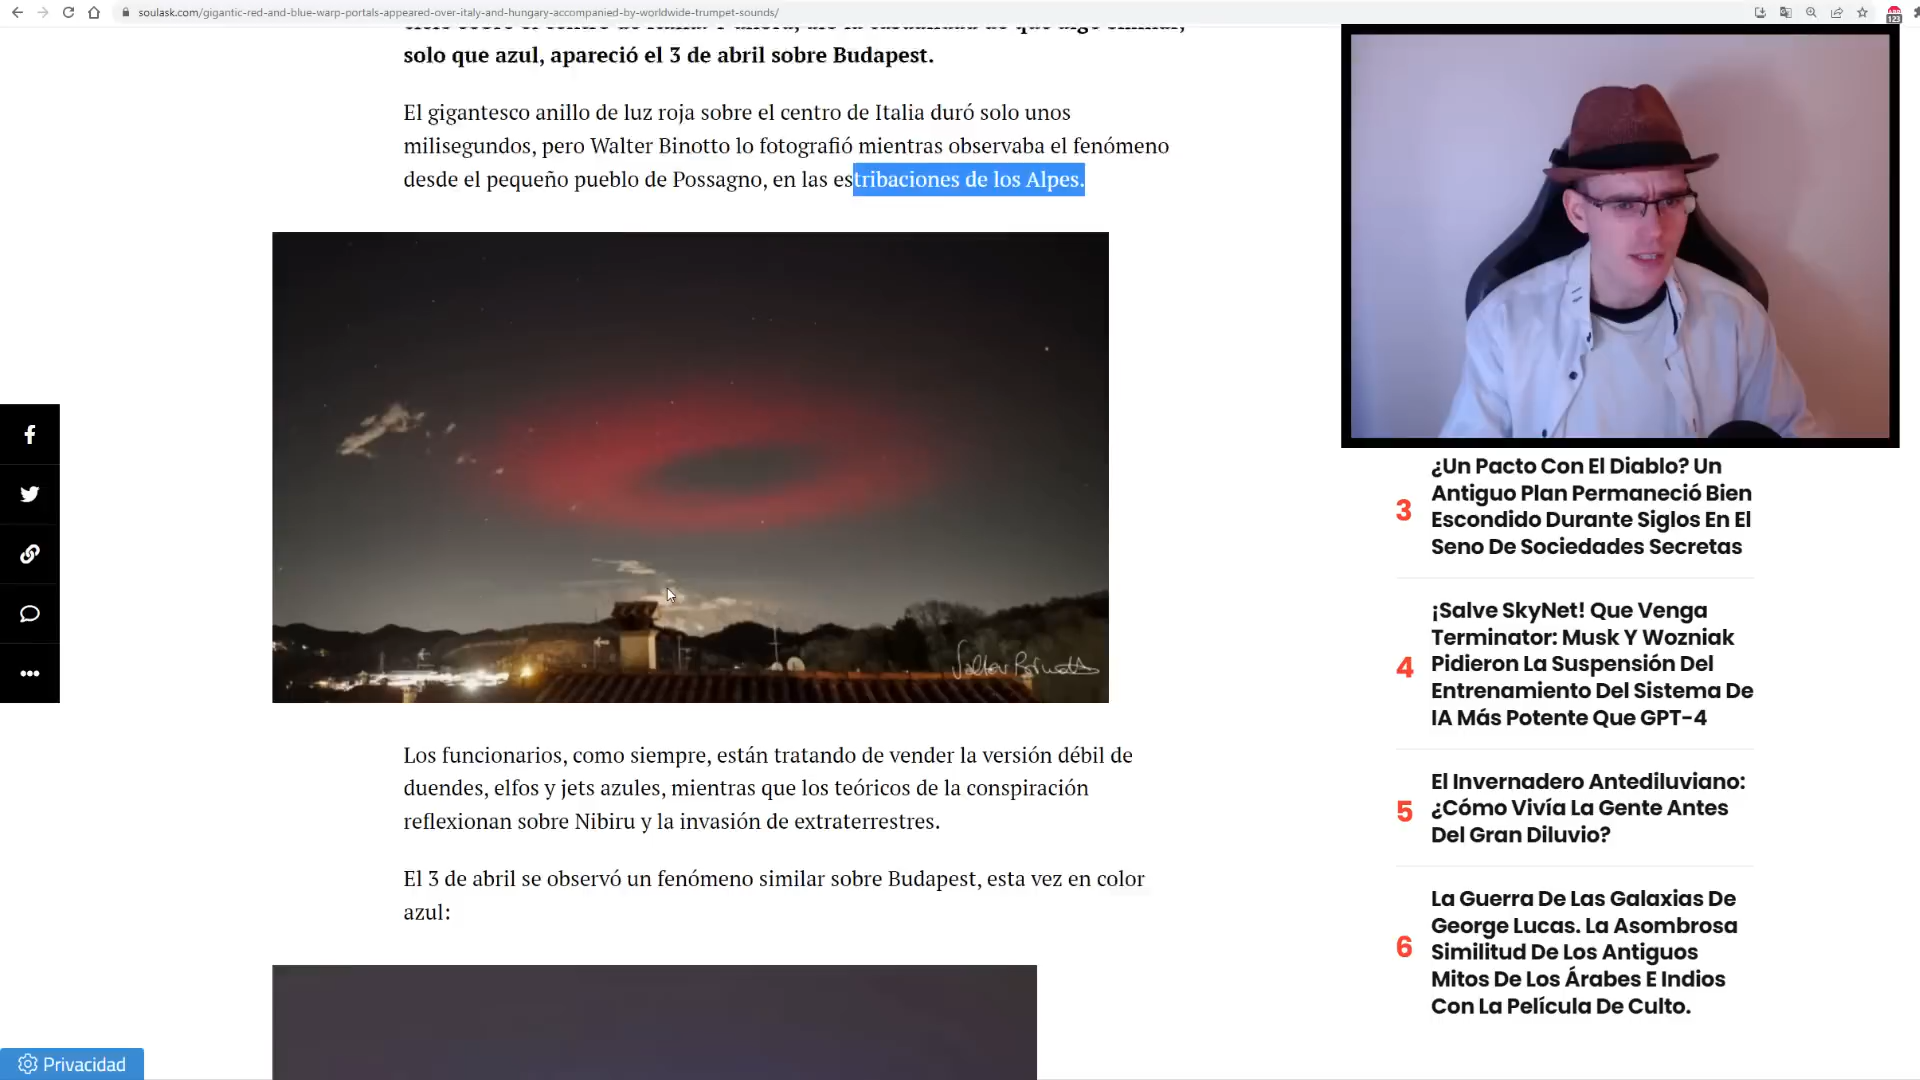 soulask.com/gigantic-red-and-blue-warp-portals-appeared-over-italy-and-hungary-accompanied-by-worldwide-trumpet-sounds/
123
solo que azul, apareció el 3 de abril sobre Budapest.
El gigantesco anillo de luz roja sobre el centro de Italia duró solo unos
milisegundos, pero Walter Binotto lo fotografió mientras observaba el fenómeno
desde el pequeño pueblo de Possagno, en las estribaciones de los Alpes.
Walter Binotto
Los funcionarios, como siempre, están tratando de vender la versión débil de
duendes, elfos y jets azules, mientras que los teóricos de la conspiración
reflexionan sobre Nibiru y la invasión de extraterrestres.
El 3 de abril se observó un fenómeno similar sobre Budapest, esta vez en color
azul:
3
¿Un Pacto Con El Diablo? Un
Antiguo Plan Permaneció Bien
Escondido Durante Siglos En El
Seno De Sociedades Secretas
4
¡Salve SkyNet! Que Venga
Terminator: Musk Y Wozniak
Pidieron La Suspensión Del
Entrenamiento Del Sistema De
IA Más Potente Que GPT-4
5
El Invernadero Antediluviano:
¿Cómo Vivía La Gente Antes
Del Gran Diluvio?
6
La Guerra De Las Galaxias De
George Lucas. La Asombrosa
Similitud De Los Antiguos
Mitos De Los Árabes E Indios
Con La Película De Culto.
Privacidad